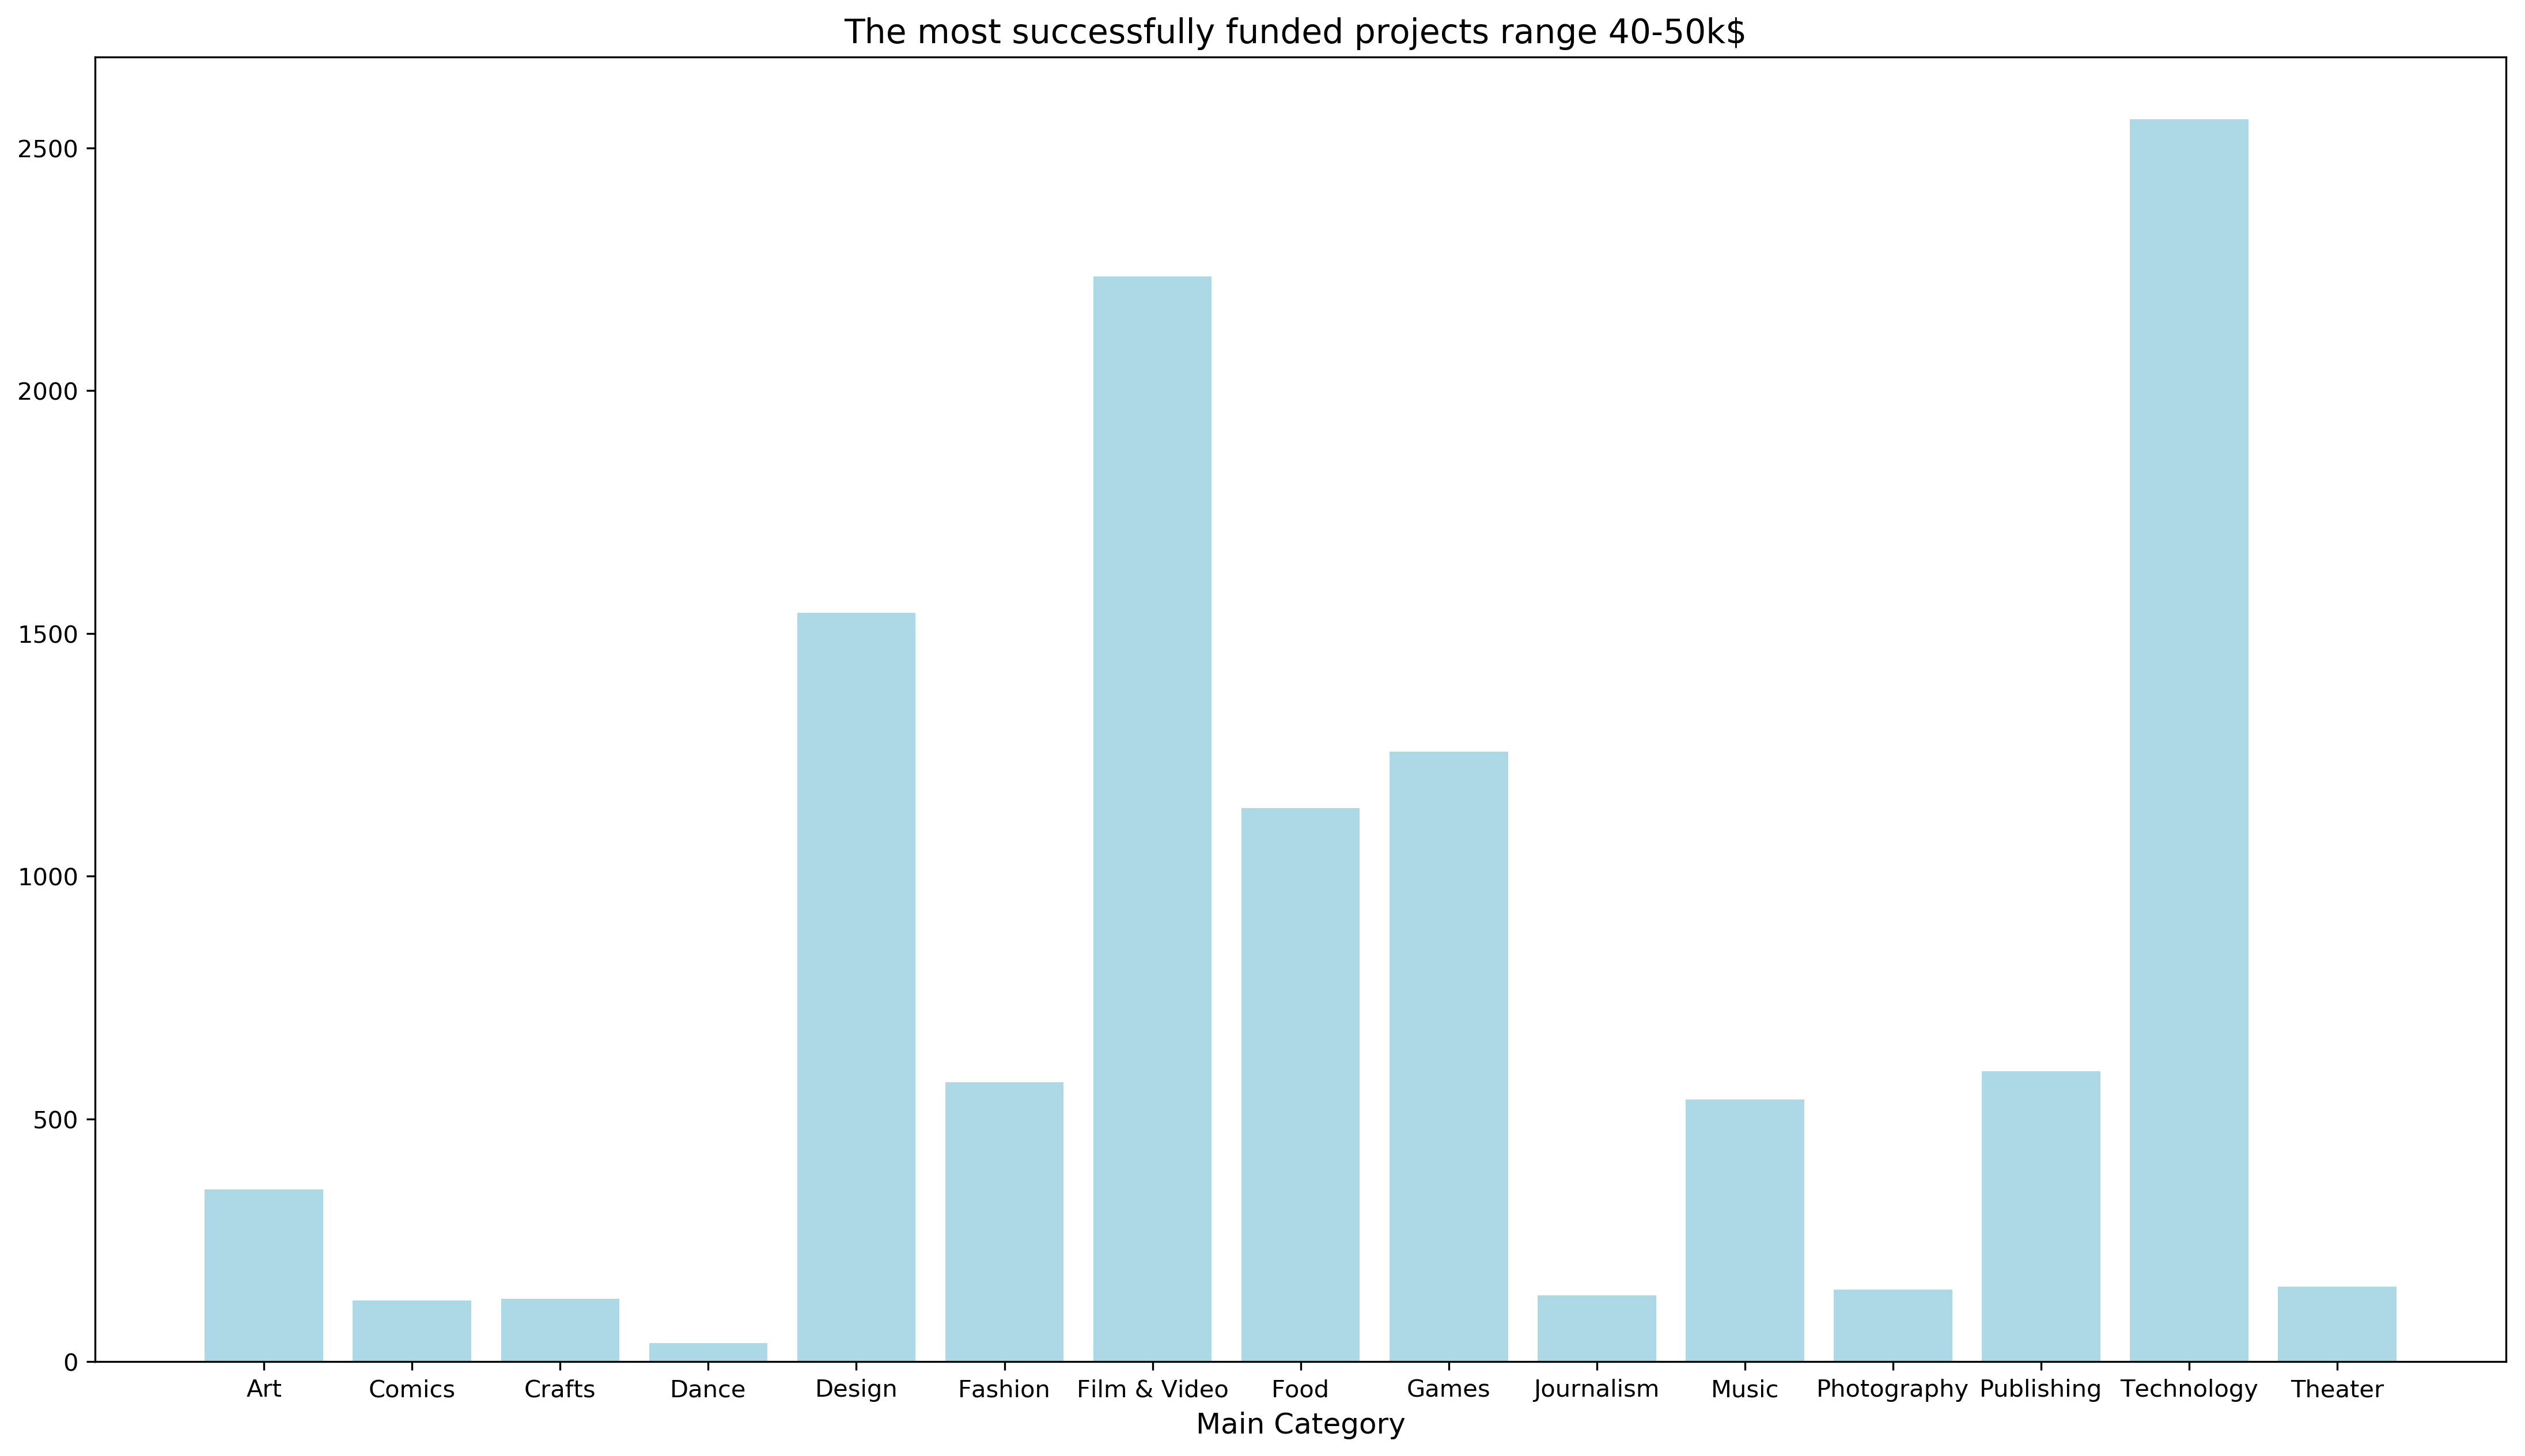 The most successfully funded projects range 40-50k$
2500
2000
1500
1000
500
0
Art Comics Crafts Dance Design Fashion Film & Video Food Games Journalism Music Photography Publishing Technology Theater
Main Category